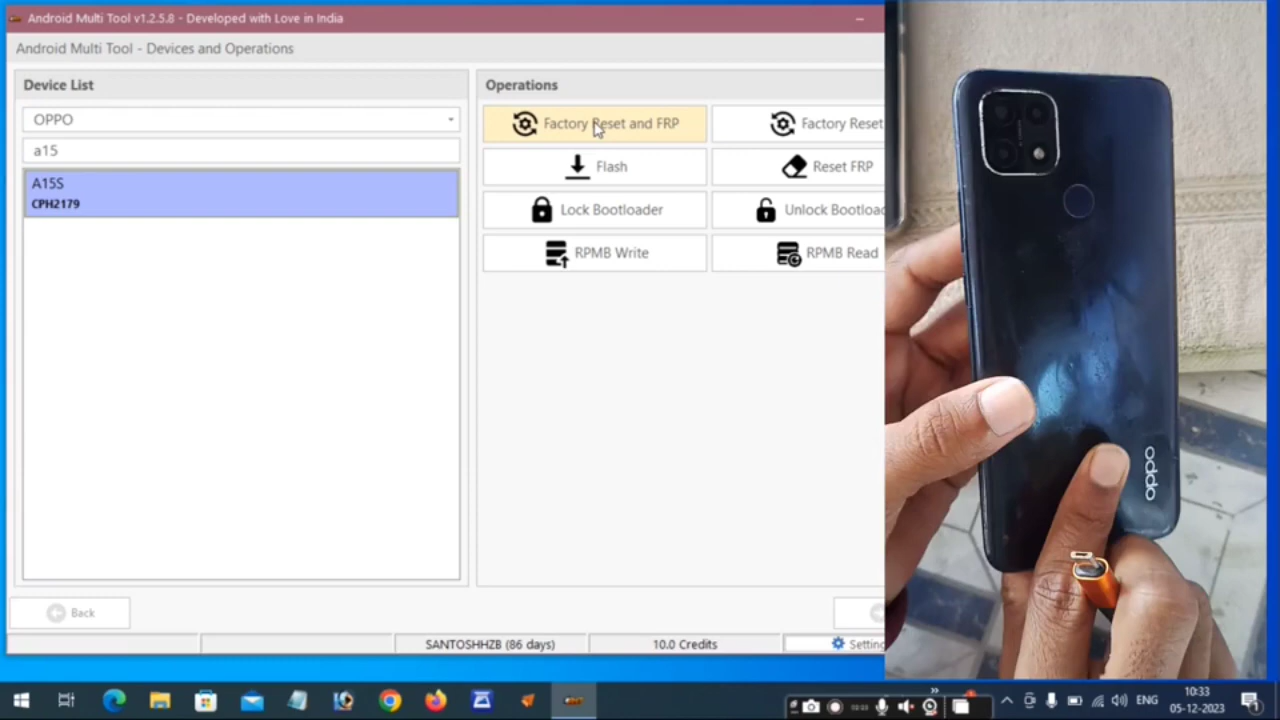 Android Multi Tool v1.2.5.8 - Developed with Love in India
Android Multi Tool - Devices and Operations
Device List
OPPO
a15
A15S
CPH2179
Operations
Factory Reset and FRP
Factory Reset
Flash
Reset FRP
Lock Bootloader
Unlock Bootloa
RPMB Write
RPMB Read
Back
SANTOSHHZB (86 days)
10.0 Credits
Setting
oppo
ENG
10:33
05-12-2023